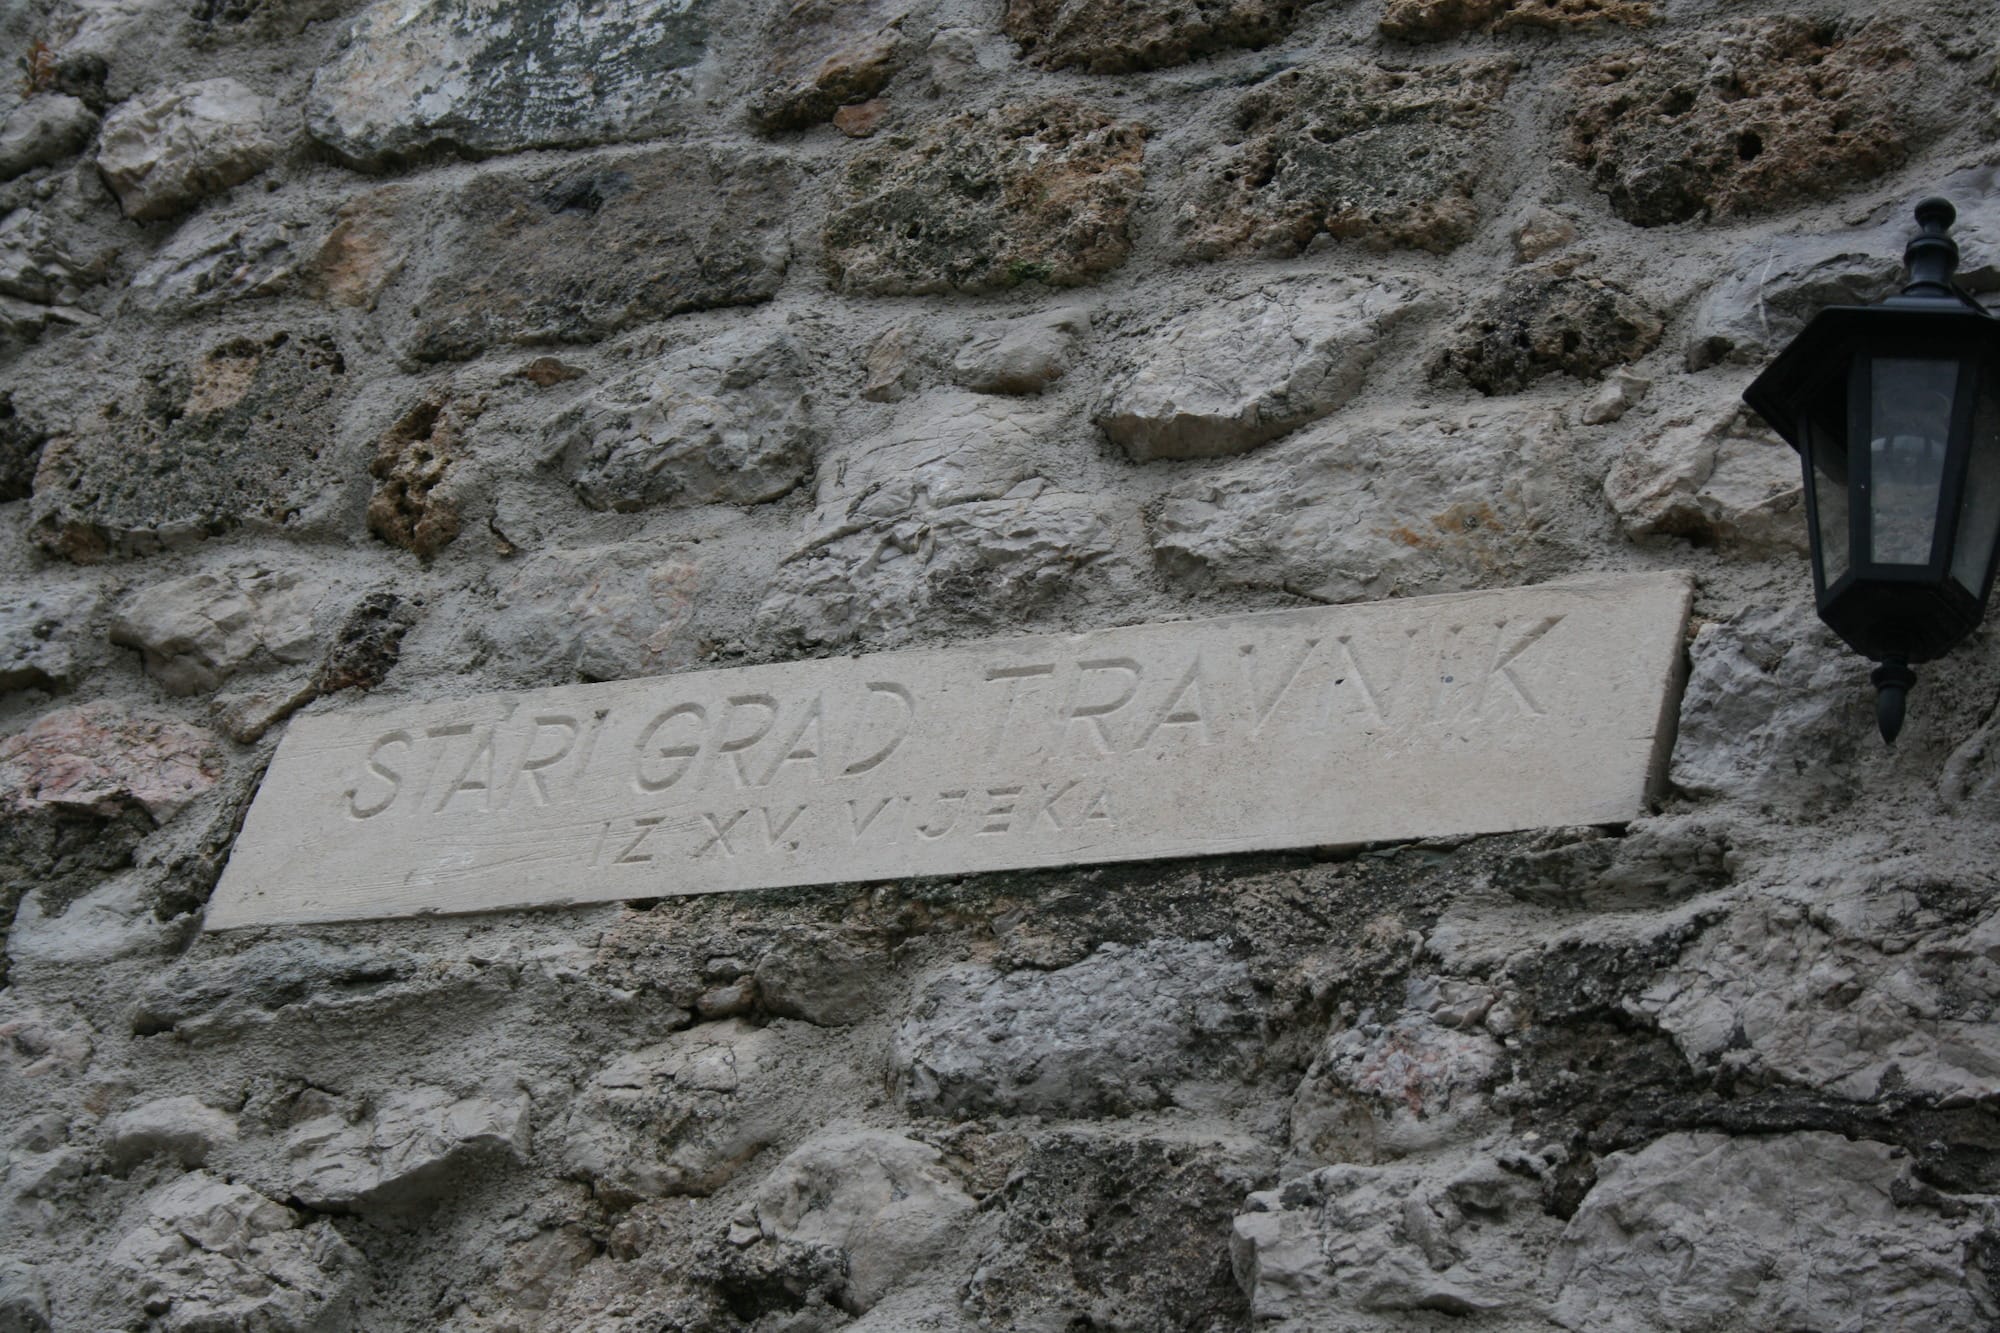 STARI GRAD TRAVNIK
IZ XV. VIJEKA